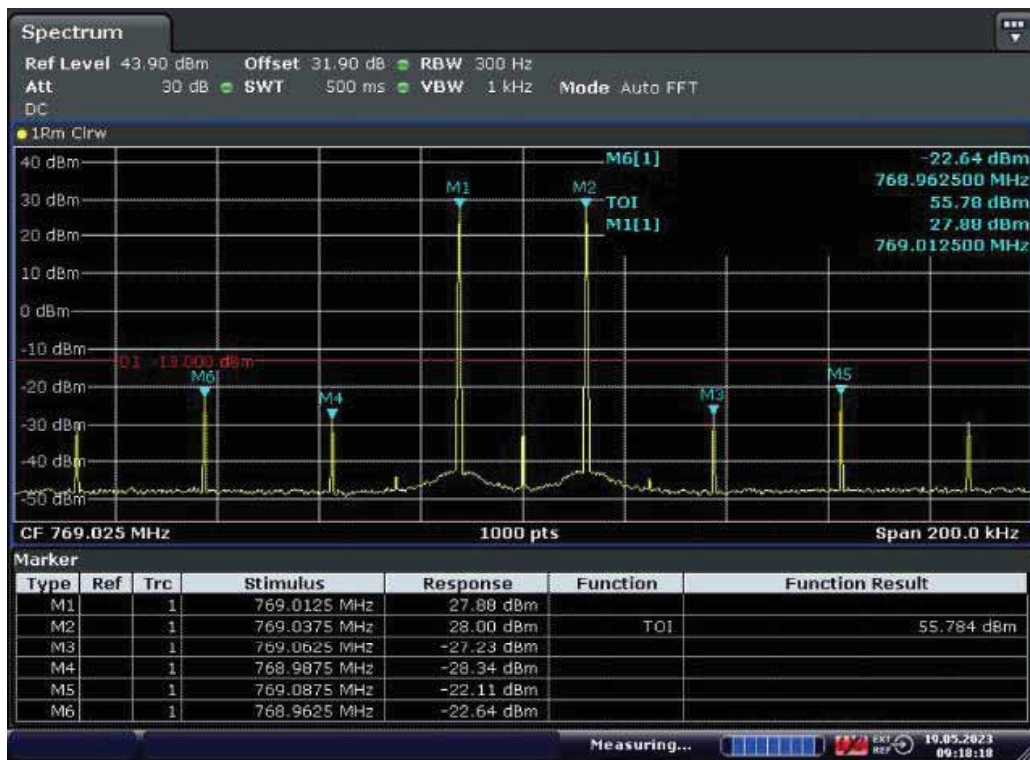 Spectrum
Ref Level 43.90 dBm Offset 31.90 dB RBW 300 Hz
Att 30 dB SWT 500 ms VBW 1 kHz Mode Auto FFT
DC
1Rm Clrw
40 dBm M6[1] -22.64 dBm
768.962500 MHz
30 dBm M1 M2 TOI 55.78 dBm
M1[1] 27.88 dBm
20 dBm 769.012500 MHz
10 dBm
0 dBm
-10 dBm
D1 -13.000 dBm
-20 dBm M6 M4 M3 M5
-30 dBm
-40 dBm
-50 dBm
CF 769.025 MHz 1000 pts Span 200.0 kHz
Marker
Type Ref Trc Stimulus Response Function Function Result
M1 1 769.0125 MHz 27.88 dBm
M2 1 769.0375 MHz 28.00 dBm TOI 55.784 dBm
M3 1 769.0625 MHz -27.23 dBm
M4 1 768.9875 MHz -28.34 dBm
M5 1 769.0875 MHz -22.11 dBm
M6 1 768.9625 MHz -22.64 dBm
Measuring... EXT REF 19.05.2023
09:18:18